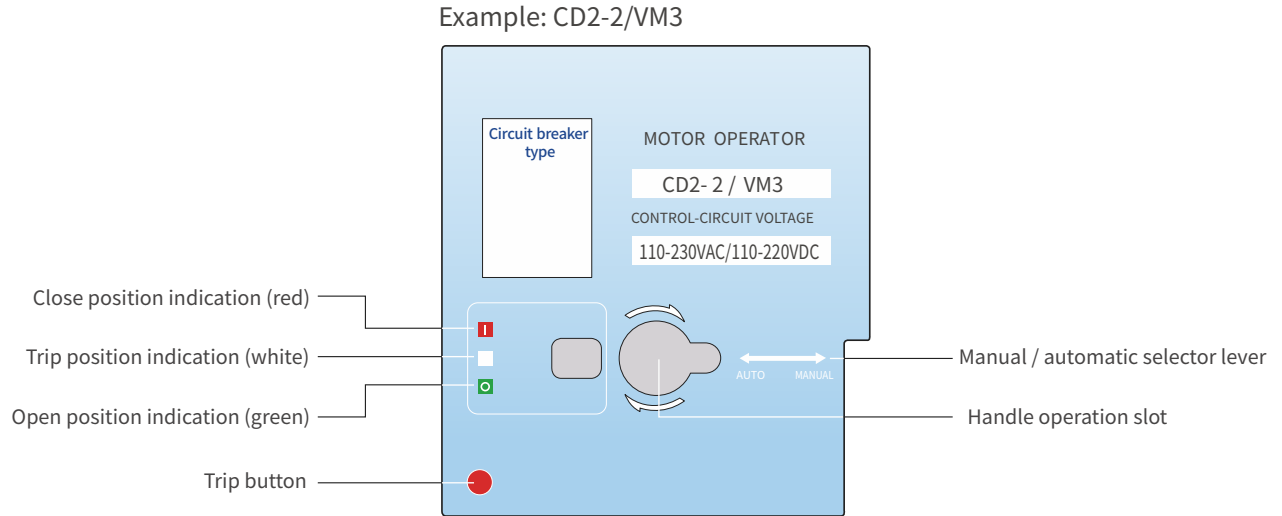 Example: CD2-2/VM3
Circuit breaker
type
MOTOR OPERATOR
CD2- 2 / VM3
CONTROL-CIRCUIT VOLTAGE
110-230VAC/110-220VDC
Close position indication (red)
I
Trip position indication (white)
Open position indication (green)
O
AUTO MANUAL
Manual / automatic selector lever
Handle operation slot
Trip button